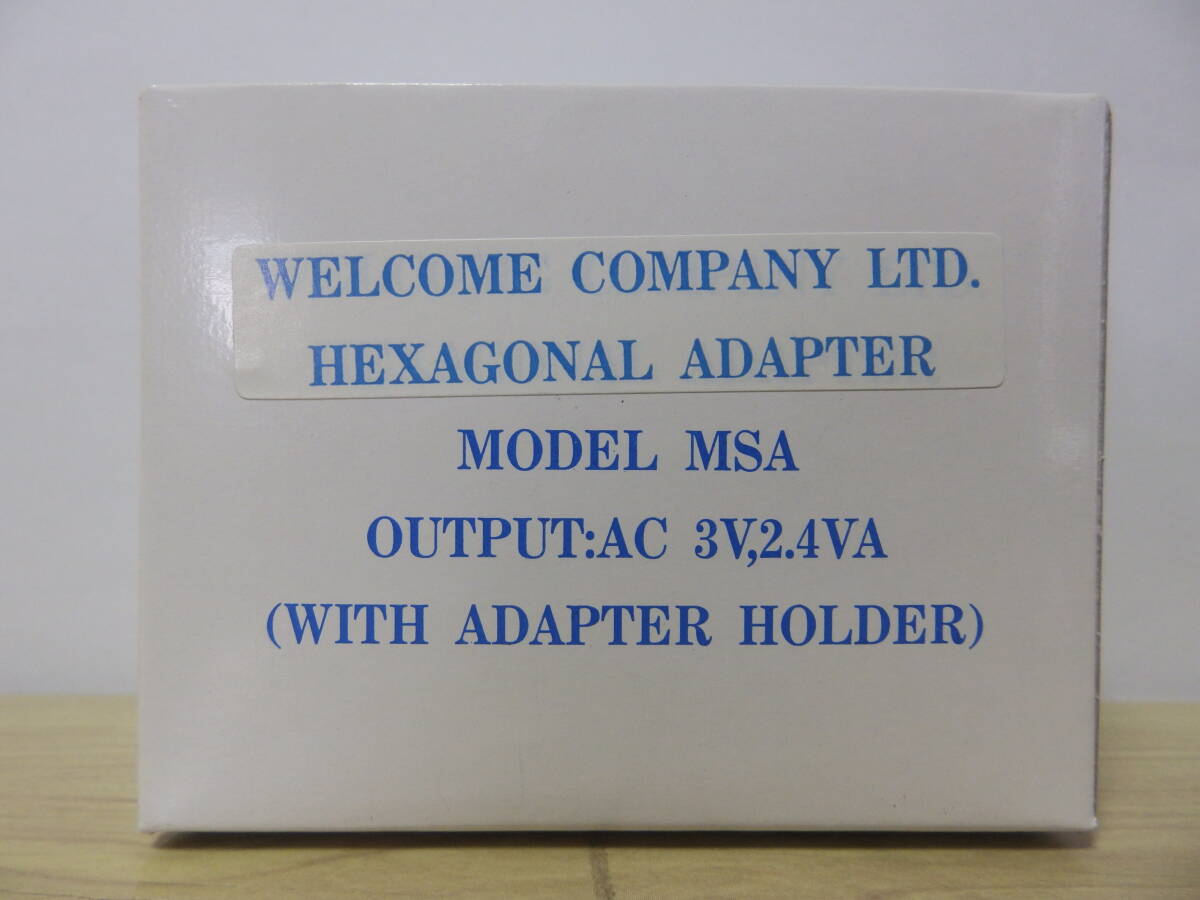 WELCOME COMPANY LTD.
HEXAGONAL ADAPTER
MODEL MSA
OUTPUT:AC 3V,2.4VA
(WITH ADAPTER HOLDER)